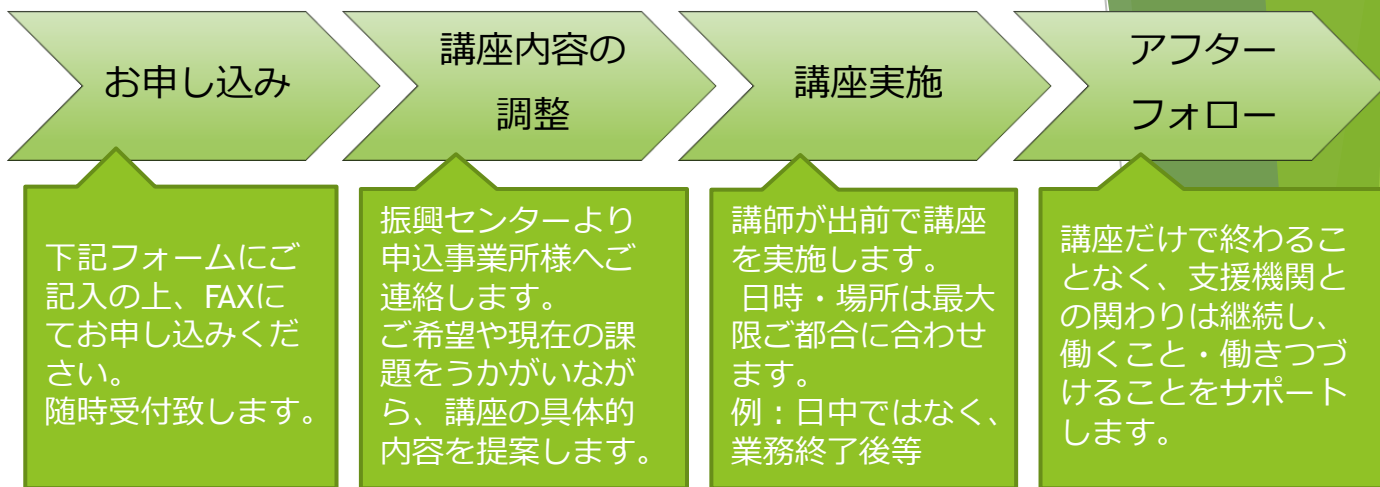 お申し込み
講座内容の
調整
講座実施
アフター
フォロー
下記フォームにご
記入の上、FAXに
てお申し込みくだ
さい。
随時受付致します。
振興センターより
申込事業所様へご
連絡します。
ご希望や現在の課
題をうかがいなが
ら、講座の具体的
内容を提案します。
講師が出前で講座
を実施します。
日時・場所は最大
限ご都合に合わせ
ます。
例：日中ではなく、
業務終了後等
講座だけで終わるこ
となく、支援機関と
の関わりは継続し、
働くこと・働きつづ
けることをサポート
します。